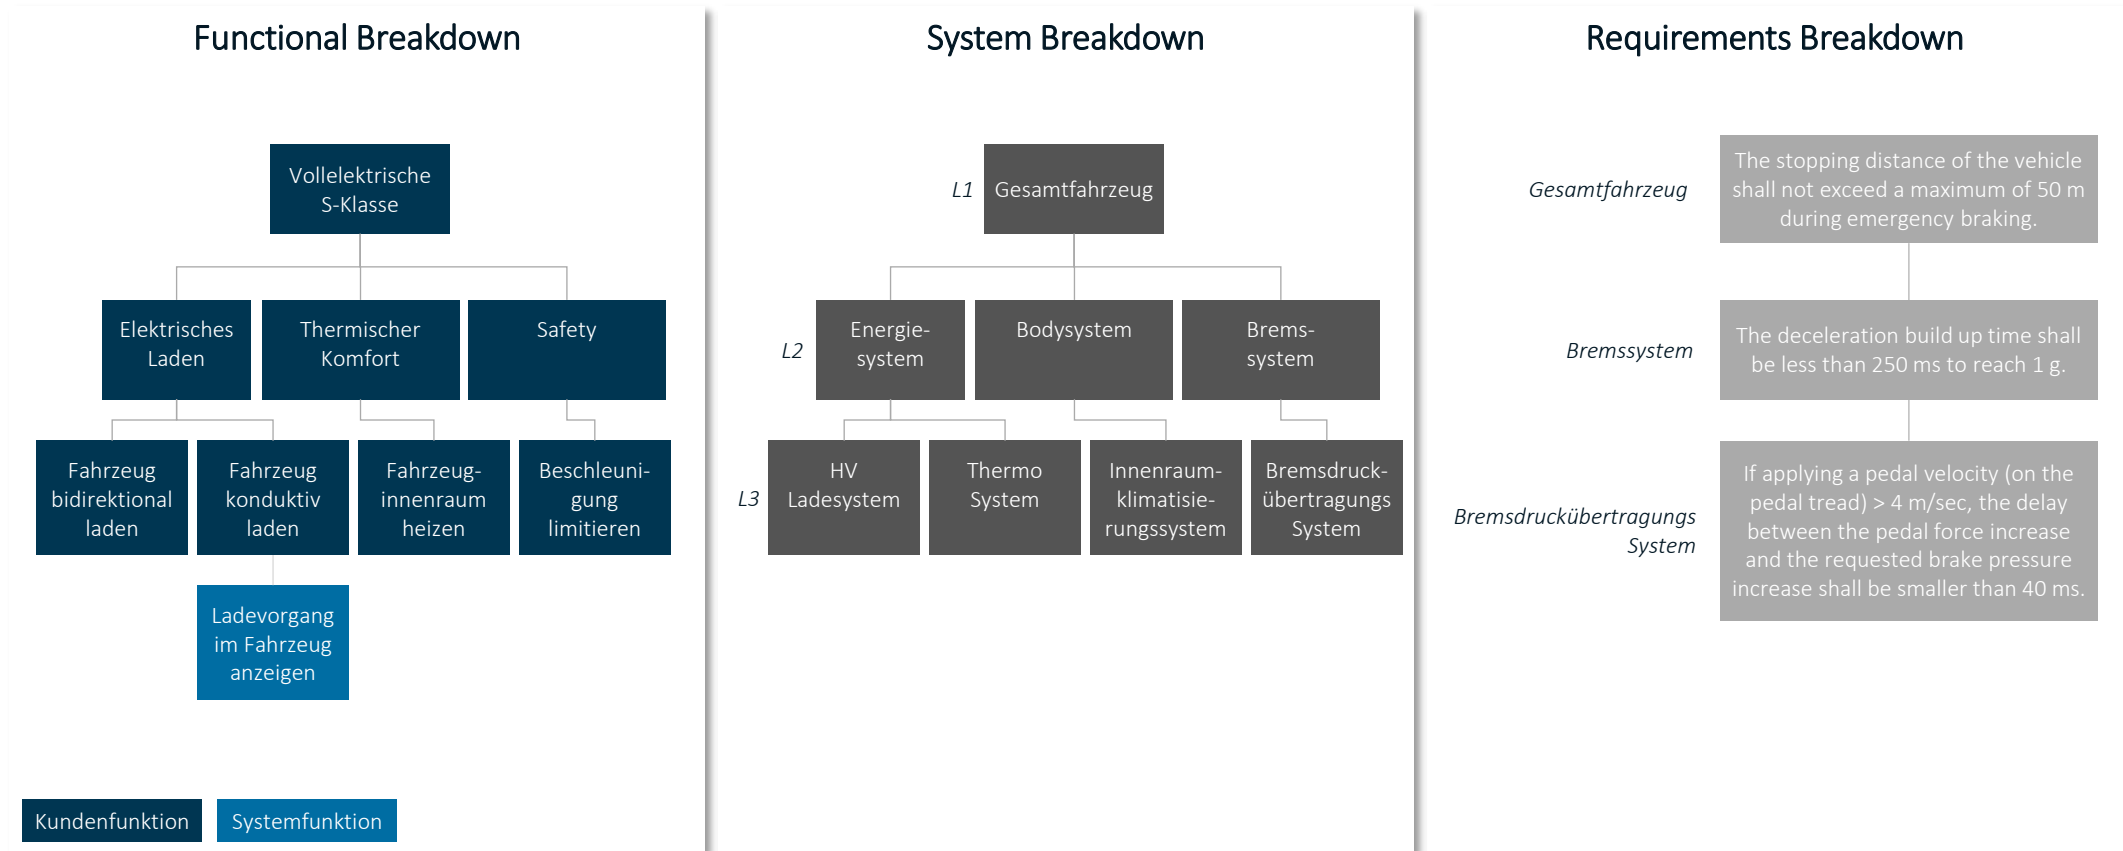 Functional Breakdown
Vollelektrische
S-Klasse
Elektrisches
Laden
Thermischer
Komfort
Safety
Fahrzeug
bidirektional
laden
Fahrzeug
konduktiv
laden
Fahrzeug-
innenraum
heizen
Beschleuni-
gung
limitieren
Ladevorgang
im Fahrzeug
anzeigen
Kundenfunktion
Systemfunktion
System Breakdown
L1
Gesamtfahrzeug
L2
Energie-
system
Bodysystem
Brems-
system
L3
HV
Ladesystem
Thermo
System
Innenraum-
klimatisie-
rungssystem
Bremsdruck-
übertragungs
System
Requirements Breakdown
Gesamtfahrzeug
The stopping distance of the vehicle
shall not exceed a maximum of 50 m
during emergency braking.
Bremssystem
The deceleration build up time shall
be less than 250 ms to reach 1 g.
Bremsdruckübertragungs
System
If applying a pedal velocity (on the
pedal tread) > 4 m/sec, the delay
between the pedal force increase
and the requested brake pressure
increase shall be smaller than 40 ms.